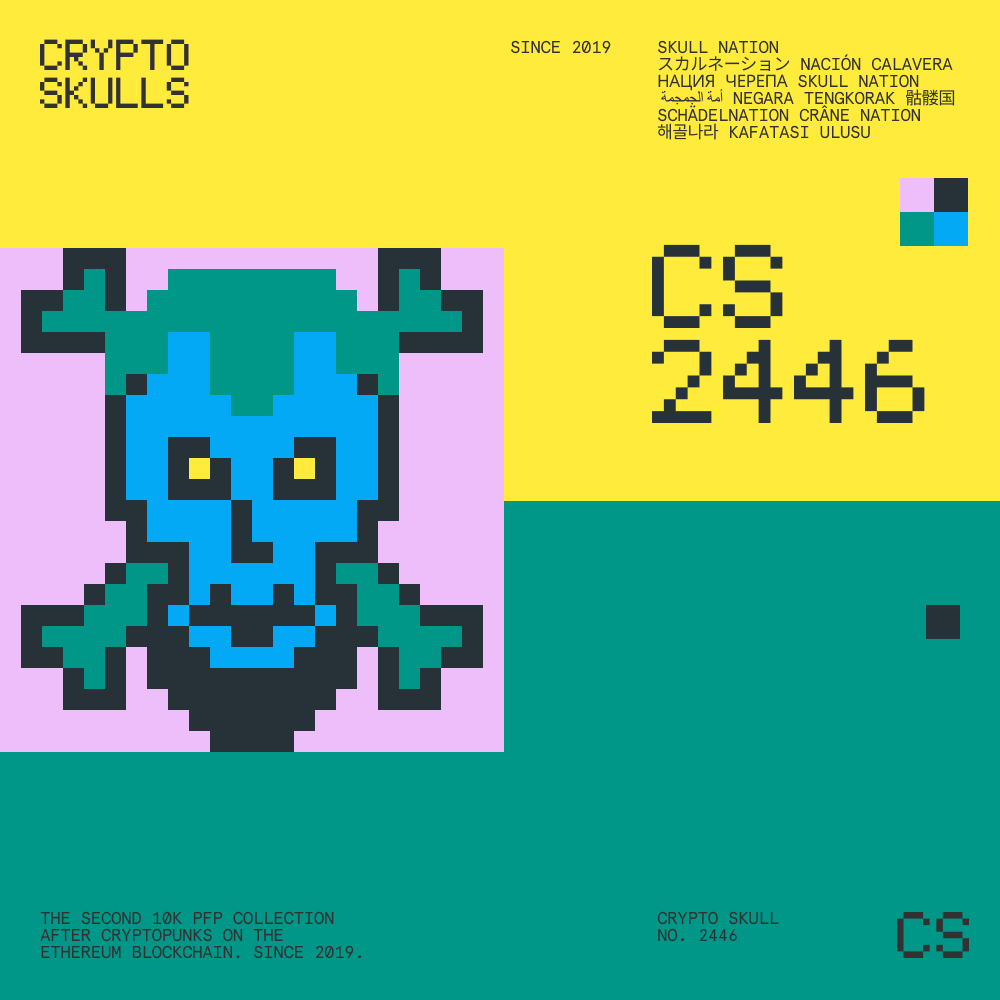 CRYPTO
SKULLS
SINCE 2019
SKULL NATION
スカルネーション NACIÓN CALAVERA
НАЦИЯ ЧЕРЕПА SKULL NATION
أمة الجمجمة NEGARA TENGKORAK 骷髅国
SCHÄDELNATION CRÂNE NATION
해골나라 KAFATASI ULUSU
CS
2446
THE SECOND 10K PFP COLLECTION
AFTER CRYPTOPUNKS ON THE
ETHEREUM BLOCKCHAIN. SINCE 2019.
CRYPTO SKULL
NO. 2446
CS